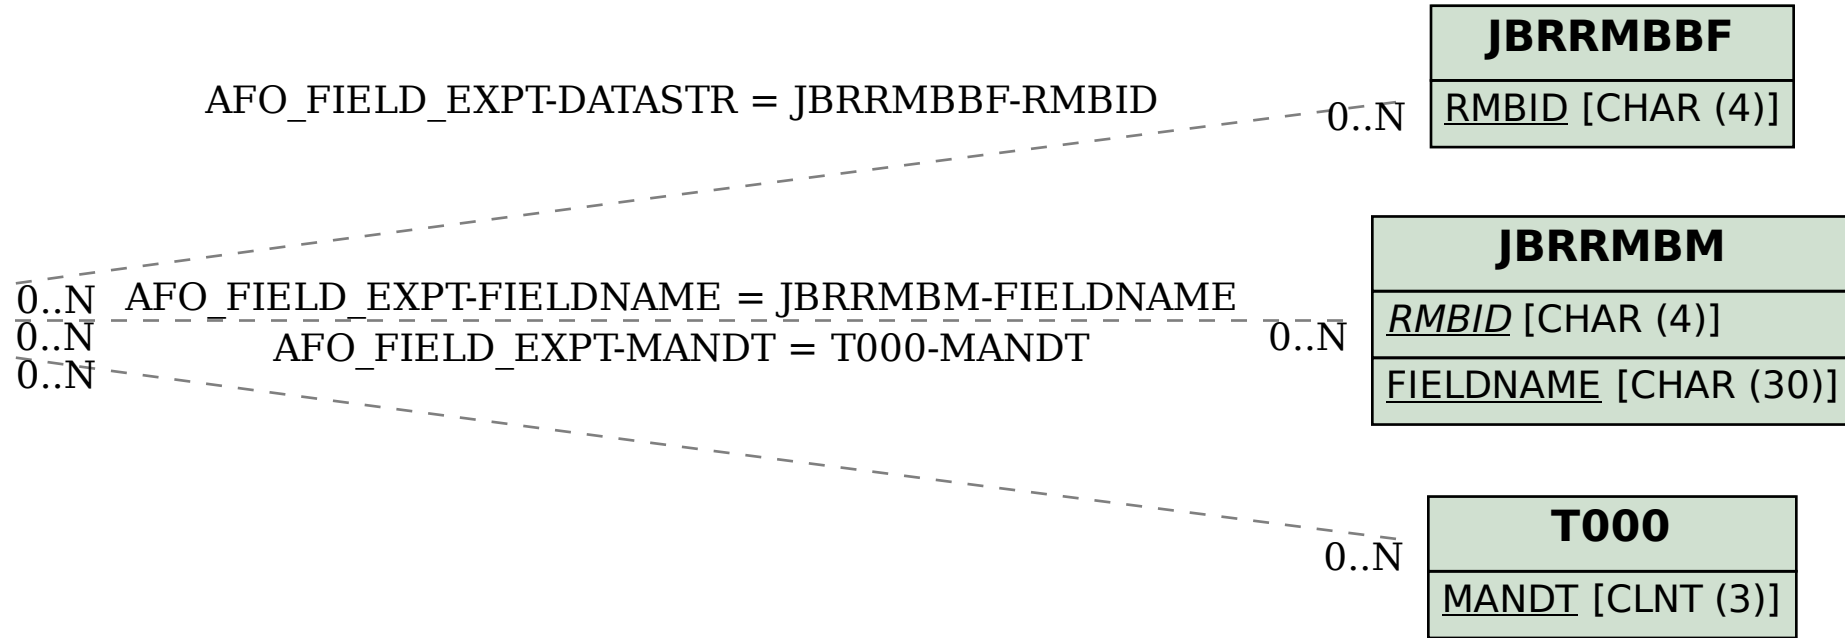 JBRRMBBF
AFO_FIELD_EXPT-DATASTR = JBRRMBBF-RMBID
0..N
RMBID [CHAR (4)]
JBRRMBM
0..N
AFO_FIELD_EXPT-FIELDNAME = JBRRMBM-FIELDNAME
0..N
RMBID [CHAR (4)]
0..N
AFO_FIELD_EXPT-MANDT = T000-MANDT
0..N
FIELDNAME [CHAR (30)]
T000
0..N
MANDT [CLNT (3)]